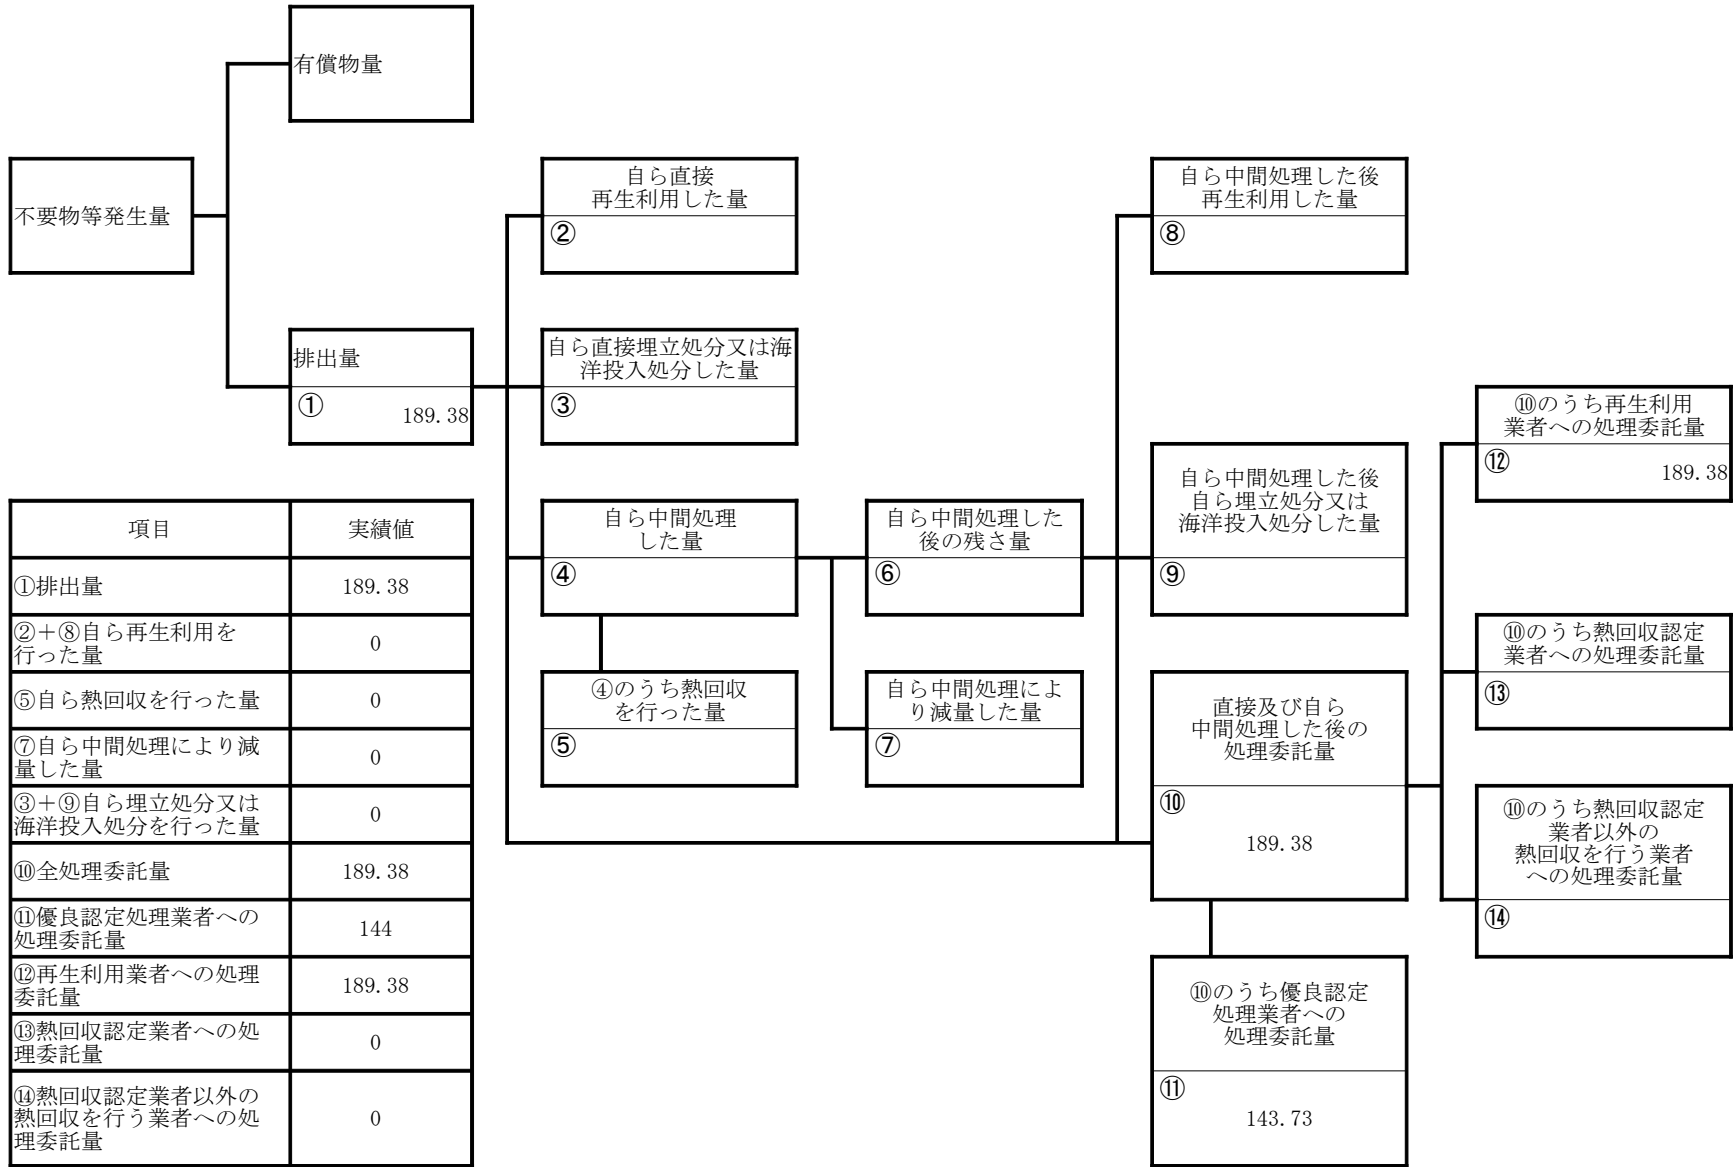 有償物量
不要物等発生量
自ら直接
再生利用した量
②
自ら中間処理した後
再生利用した量
⑧
排出量
① 189.38
自ら直接埋立処分又は海
洋投入処分した量
③
⑩のうち再生利用
業者への処理委託量
⑫ 189.38
自ら中間処理
した量
④
自ら中間処理した
後の残さ量
⑥
自ら中間処理した後
自ら埋立処分又は
海洋投入処分した量
⑨
④のうち熱回収
を行った量
⑤
自ら中間処理によ
り減量した量
⑦
直接及び自ら
中間処理した後の
処理委託量
⑩
189.38
⑩のうち熱回収認定
業者への処理委託量
⑬
⑩のうち熱回収認定
業者以外の
熱回収を行う業者
への処理委託量
⑭
⑩のうち優良認定
処理業者への
処理委託量
⑪
143.73
項目 実績値
①排出量 189.38
②＋⑧自ら再生利用を
行った量 0
⑤自ら熱回収を行った量 0
⑦自ら中間処理により減
量した量 0
③＋⑨自ら埋立処分又は
海洋投入処分を行った量 0
⑩全処理委託量 189.38
⑪優良認定処理業者への
処理委託量 144
⑫再生利用業者への処理
委託量 189.38
⑬熱回収認定業者への処
理委託量 0
⑭熱回収認定業者以外の
熱回収を行う業者への処
理委託量 0